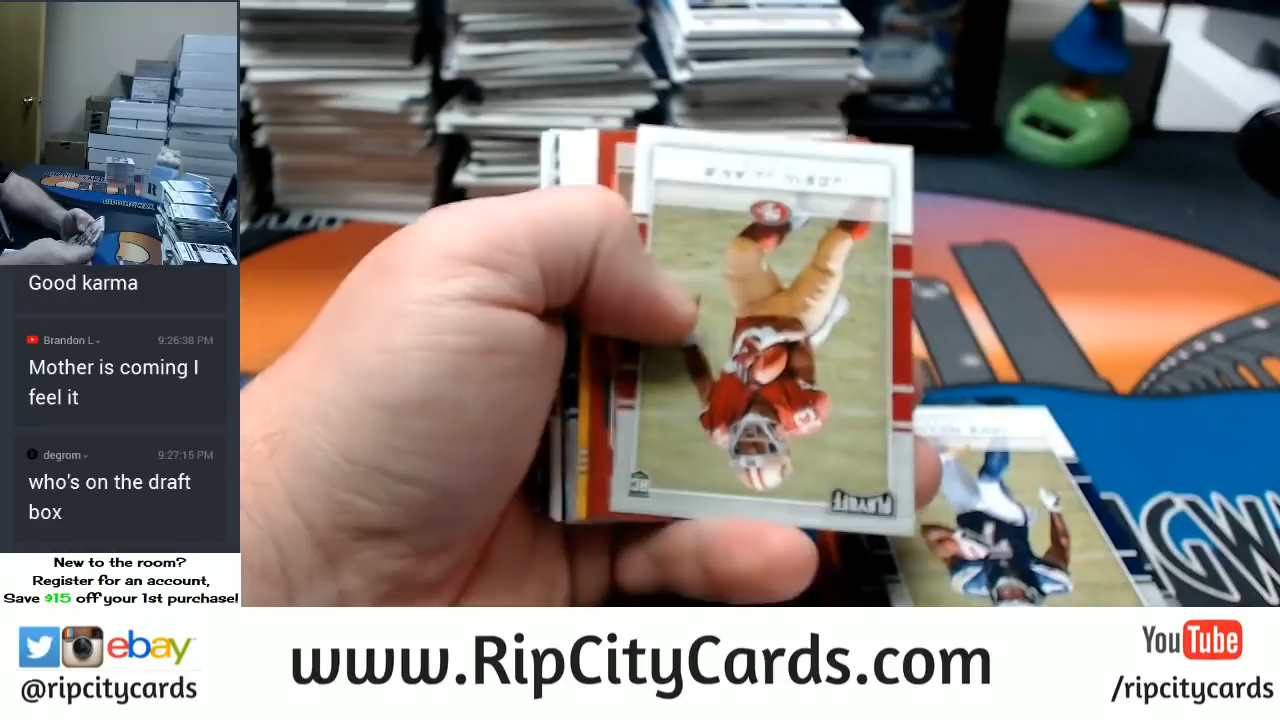 Good karma
Brandon L
9:26:38 PM
Mother is coming I
feel it
degrom
9:27:15 PM
who's on the draft
box
New to the room?
Register for an account,
Save $15 off your 1st purchase!
ebay
@ripcitycards
www.RipCityCards.com
YouTube
/ripcitycards
PLAYOFF
GW